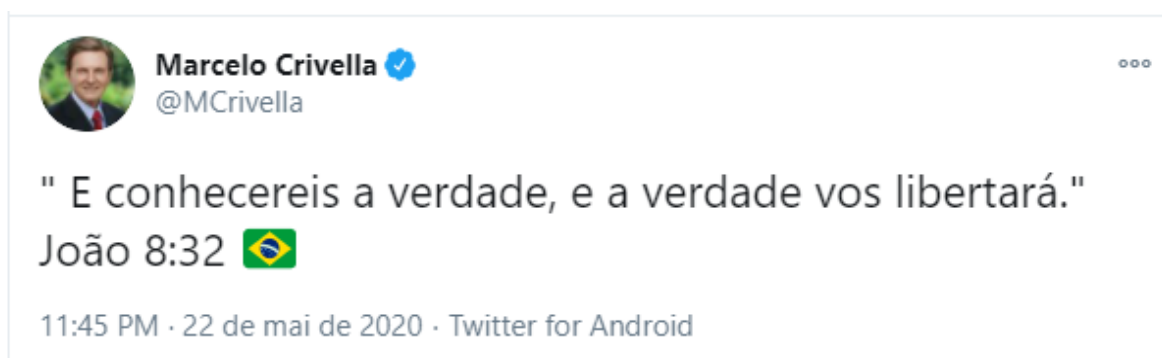 Marcelo Crivella
@MCrivella
" E conhecereis a verdade, e a verdade vos libertará."
João 8:32 🇧🇷
11:45 PM · 22 de mai de 2020 · Twitter for Android